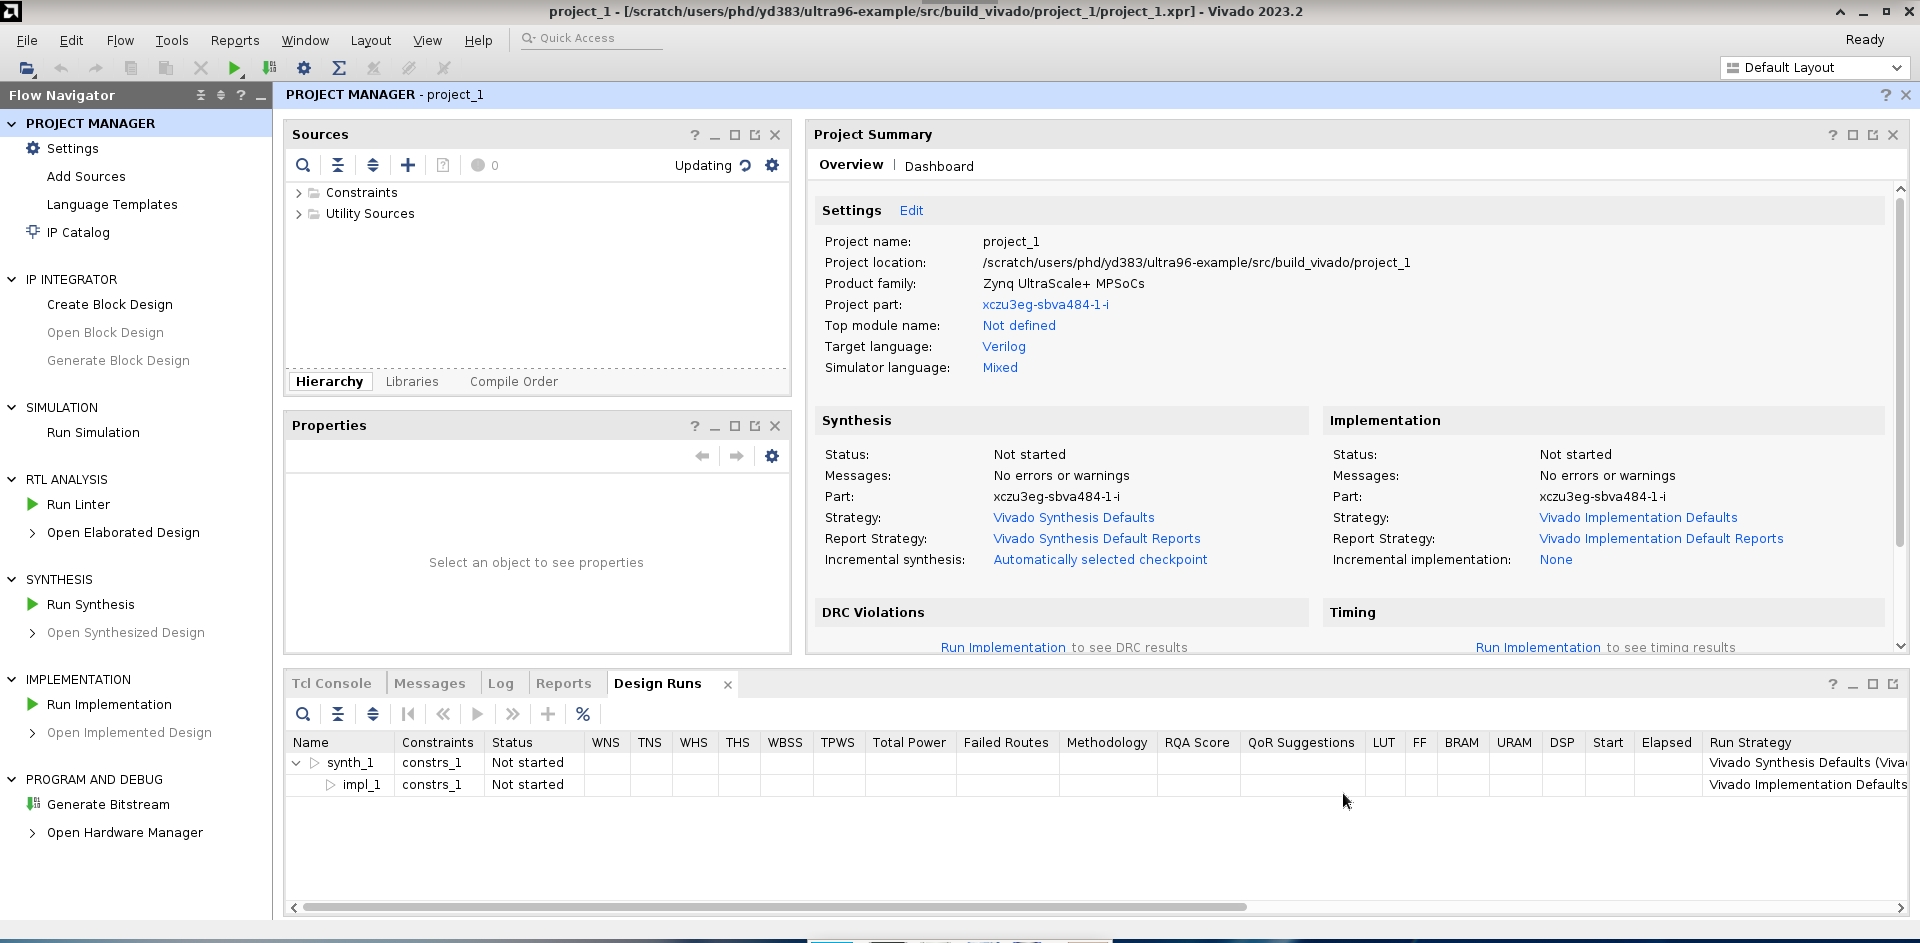 project_1 - [/scratch/users/phd/yd383/ultra96-example/src/build_vivado/project_1/project_1.xpr] - Vivado 2023.2
File Edit Flow Tools Reports Window Layout View Help Quick Access Ready
Default Layout
Flow Navigator
PROJECT MANAGER
Settings
Add Sources
Language Templates
IP Catalog
IP INTEGRATOR
Create Block Design
Open Block Design
Generate Block Design
SIMULATION
Run Simulation
RTL ANALYSIS
Run Linter
Open Elaborated Design
SYNTHESIS
Run Synthesis
Open Synthesized Design
IMPLEMENTATION
Run Implementation
Open Implemented Design
PROGRAM AND DEBUG
Generate Bitstream
Open Hardware Manager
PROJECT MANAGER - project_1
Sources
0 Updating
Constraints
Utility Sources
Hierarchy Libraries Compile Order
Properties
Select an object to see properties
Project Summary
Overview | Dashboard
Settings Edit
Project name: project_1
Project location: /scratch/users/phd/yd383/ultra96-example/src/build_vivado/project_1
Product family: Zynq UltraScale+ MPSoCs
Project part: xczu3eg-sbva484-1-i
Top module name: Not defined
Target language: Verilog
Simulator language: Mixed
Synthesis
Status: Not started
Messages: No errors or warnings
Part: xczu3eg-sbva484-1-i
Strategy: Vivado Synthesis Defaults
Report Strategy: Vivado Synthesis Default Reports
Incremental synthesis: Automatically selected checkpoint
Implementation
Status: Not started
Messages: No errors or warnings
Part: xczu3eg-sbva484-1-i
Strategy: Vivado Implementation Defaults
Report Strategy: Vivado Implementation Default Reports
Incremental implementation: None
DRC Violations
Run Implementation to see DRC results
Timing
Run Implementation to see timing results
Tcl Console Messages Log Reports Design Runs
Name Constraints Status WNS TNS WHS THS WBSS TPWS Total Power Failed Routes Methodology RQA Score QoR Suggestions LUT FF BRAM URAM DSP Start Elapsed Run Strategy
synth_1 constrs_1 Not started Vivado Synthesis Defaults (Viva
impl_1 constrs_1 Not started Vivado Implementation Defaults